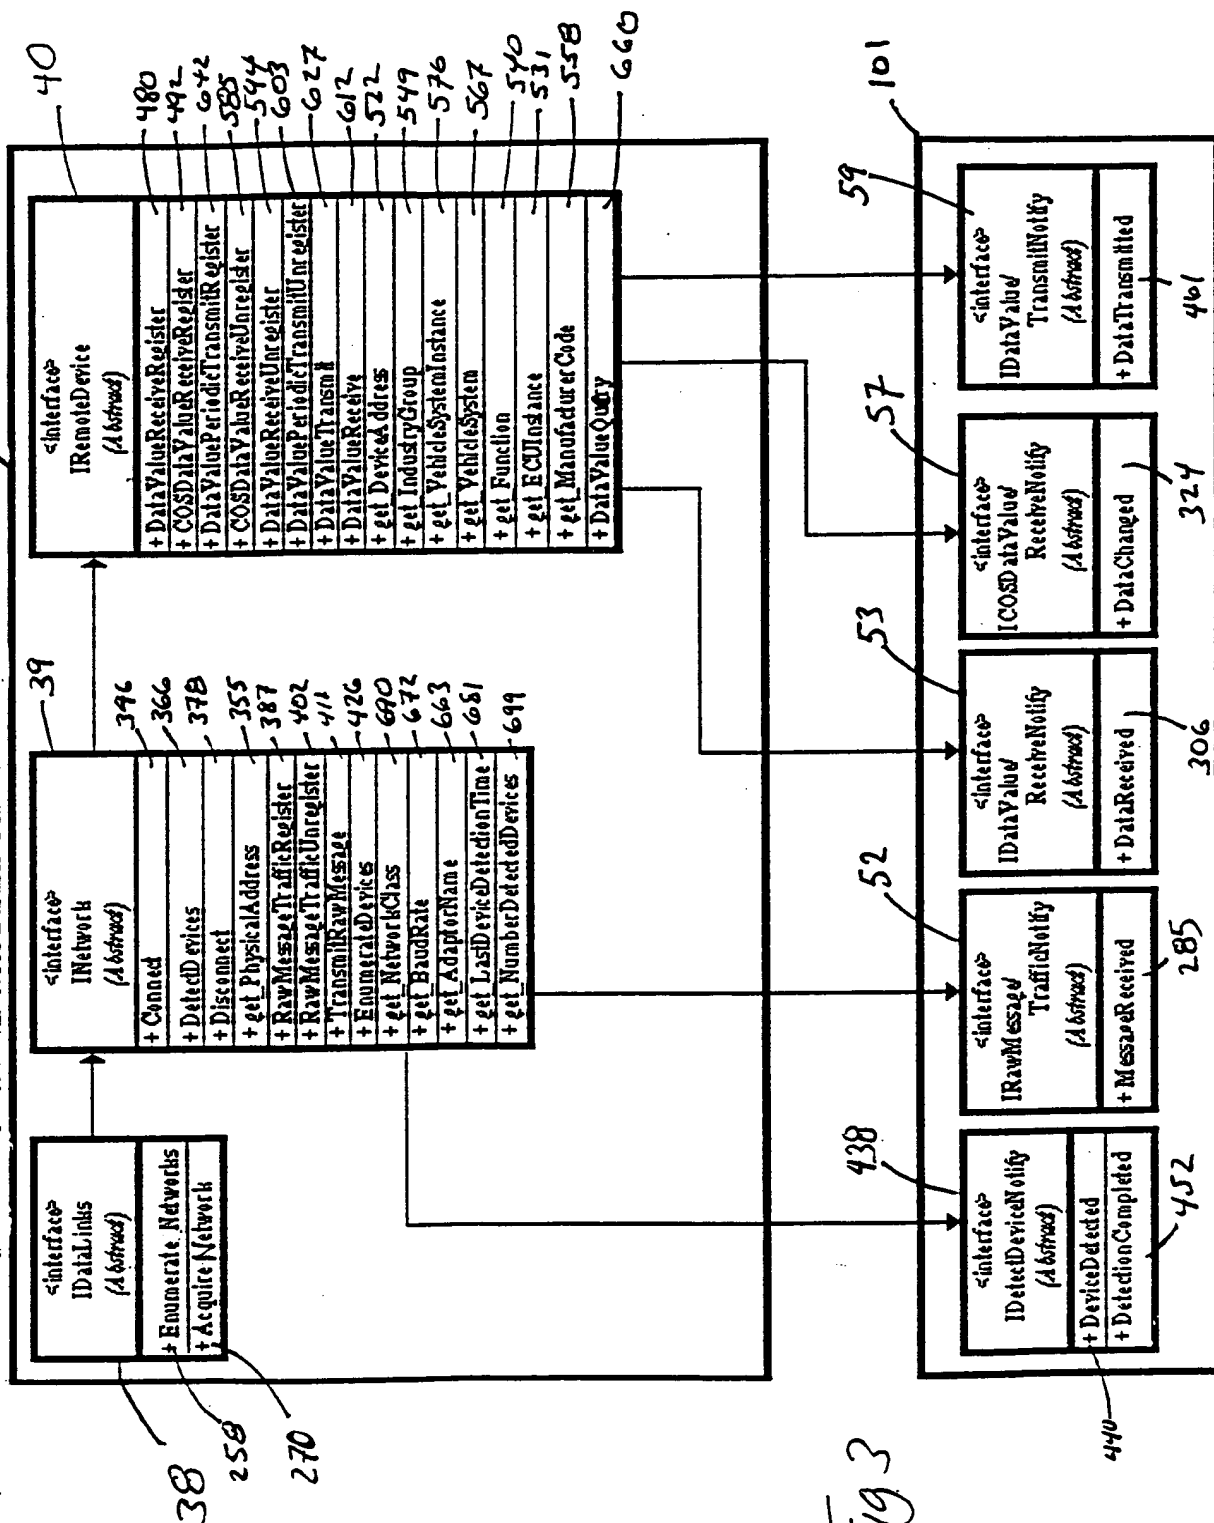 38
<interface>
IDataLinks
(Abstract)
+ Enumerate Networks
+ Acquire Network
258
270
39
<interface>
INetwork
(Abstract)
+ Connect
+ DetectDevices
+ Disconnect
+ get_PhysicalAddress
+ RawMessageTrafficRegister
+ RawMessageTrafficUnregister
+ TransmitRawMessage
+ EnumerateDevices
+ get_NetworkClass
+ get_BaudRate
+ get_AdaptorName
+ get_LastDeviceDetectionTime
+ get_NumberDetectedDevices
396
366
378
355
387
402
411
426
690
672
663
681
699
40
<interface>
IRemoteDevice
(Abstract)
+ DataValueReceiveRegister
+ COSDataValueReceiveRegister
+ DataValuePeriodicTransmitRegister
+ COSDataValueReceiveUnregister
+ DataValueReceiveUnregister
+ DataValuePeriodicTransmitUnregister
+ DataValueTransmit
+ DataValueReceive
+ get_DeviceAddress
+ get_IndustryGroup
+ get_VehicleSystemInstance
+ get_VehicleSystem
+ get_Function
+ get_ECUInstance
+ get_ManufacturerCode
+ DataValueQuery
480
492
642
585
544
603
627
612
522
549
576
567
540
531
558
660
101
438
<interface>
IDetectDeviceNotify
(Abstract)
+ DeviceDetected
+ DetectionCompleted
440
452
52
<interface>
IRawMessage/
TrafficNotify
(Abstract)
+ MessageReceived
285
53
<interface>
IDataValue/
ReceiveNotify
(Abstract)
+ DataReceived
306
57
<interface>
ICOSDataValue/
ReceiveNotify
(Abstract)
+ DataChanged
324
59
<interface>
IDataValue/
TransmitNotify
(Abstract)
+ DataTransmitted
461
Fig 3